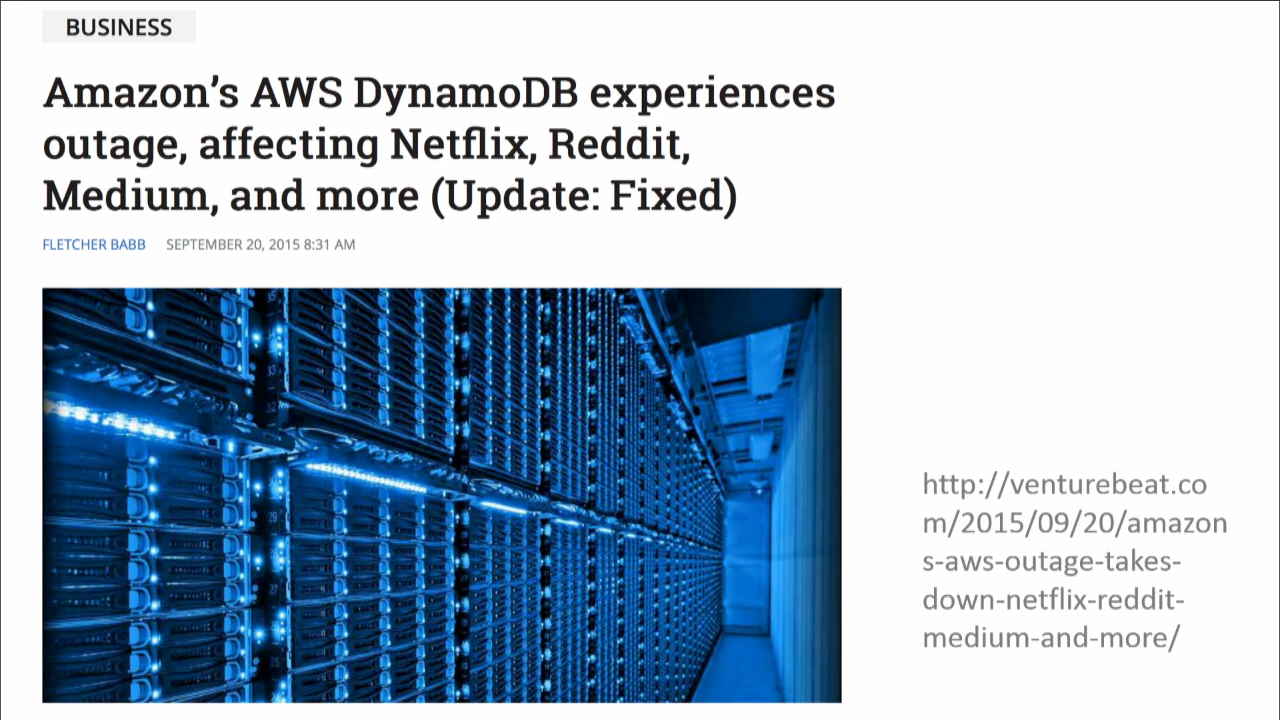 BUSINESS
Amazon’s AWS DynamoDB experiences
outage, affecting Netflix, Reddit,
Medium, and more (Update: Fixed)
FLETCHER BABB SEPTEMBER 20, 2015 8:31 AM
http://venturebeat.co
m/2015/09/20/amazon
s-aws-outage-takes-
down-netflix-reddit-
medium-and-more/